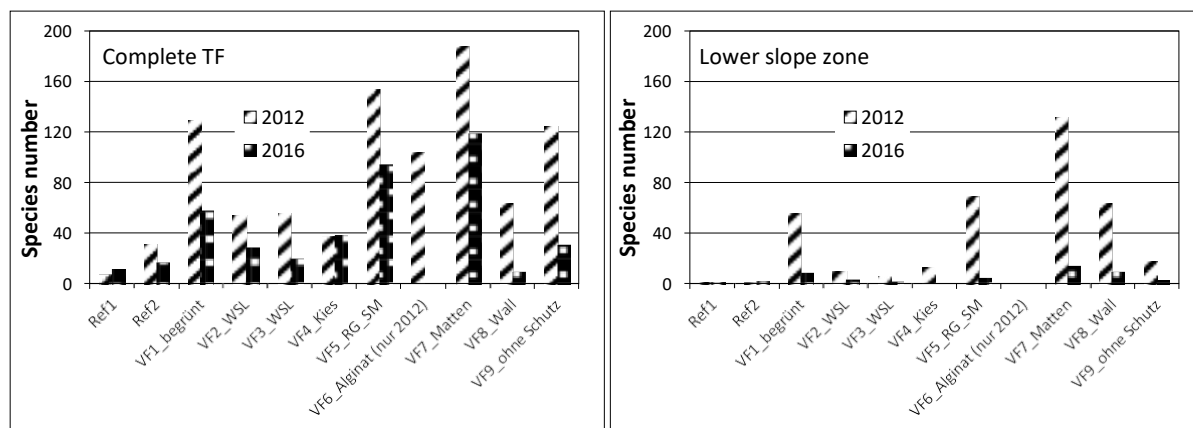 Complete TF
Species number
200
160
120
80
40
0
2012
2016
Ref1
Ref2
VF1_begrünt
VF2_WSL
VF3_WSL
VF4_Kies
VF5_RG_SM
VF6_Alginat (nur 2012)
VF7_Matten
VF8_Wall
VF9_ohne Schutz
Lower slope zone
Species number
200
160
120
80
40
0
2012
2016
Ref1
Ref2
VF1_begrünt
VF2_WSL
VF3_WSL
VF4_Kies
VF5_RG_SM
VF6_Alginat (nur 2012)
VF7_Matten
VF8_Wall
VF9_ohne Schutz